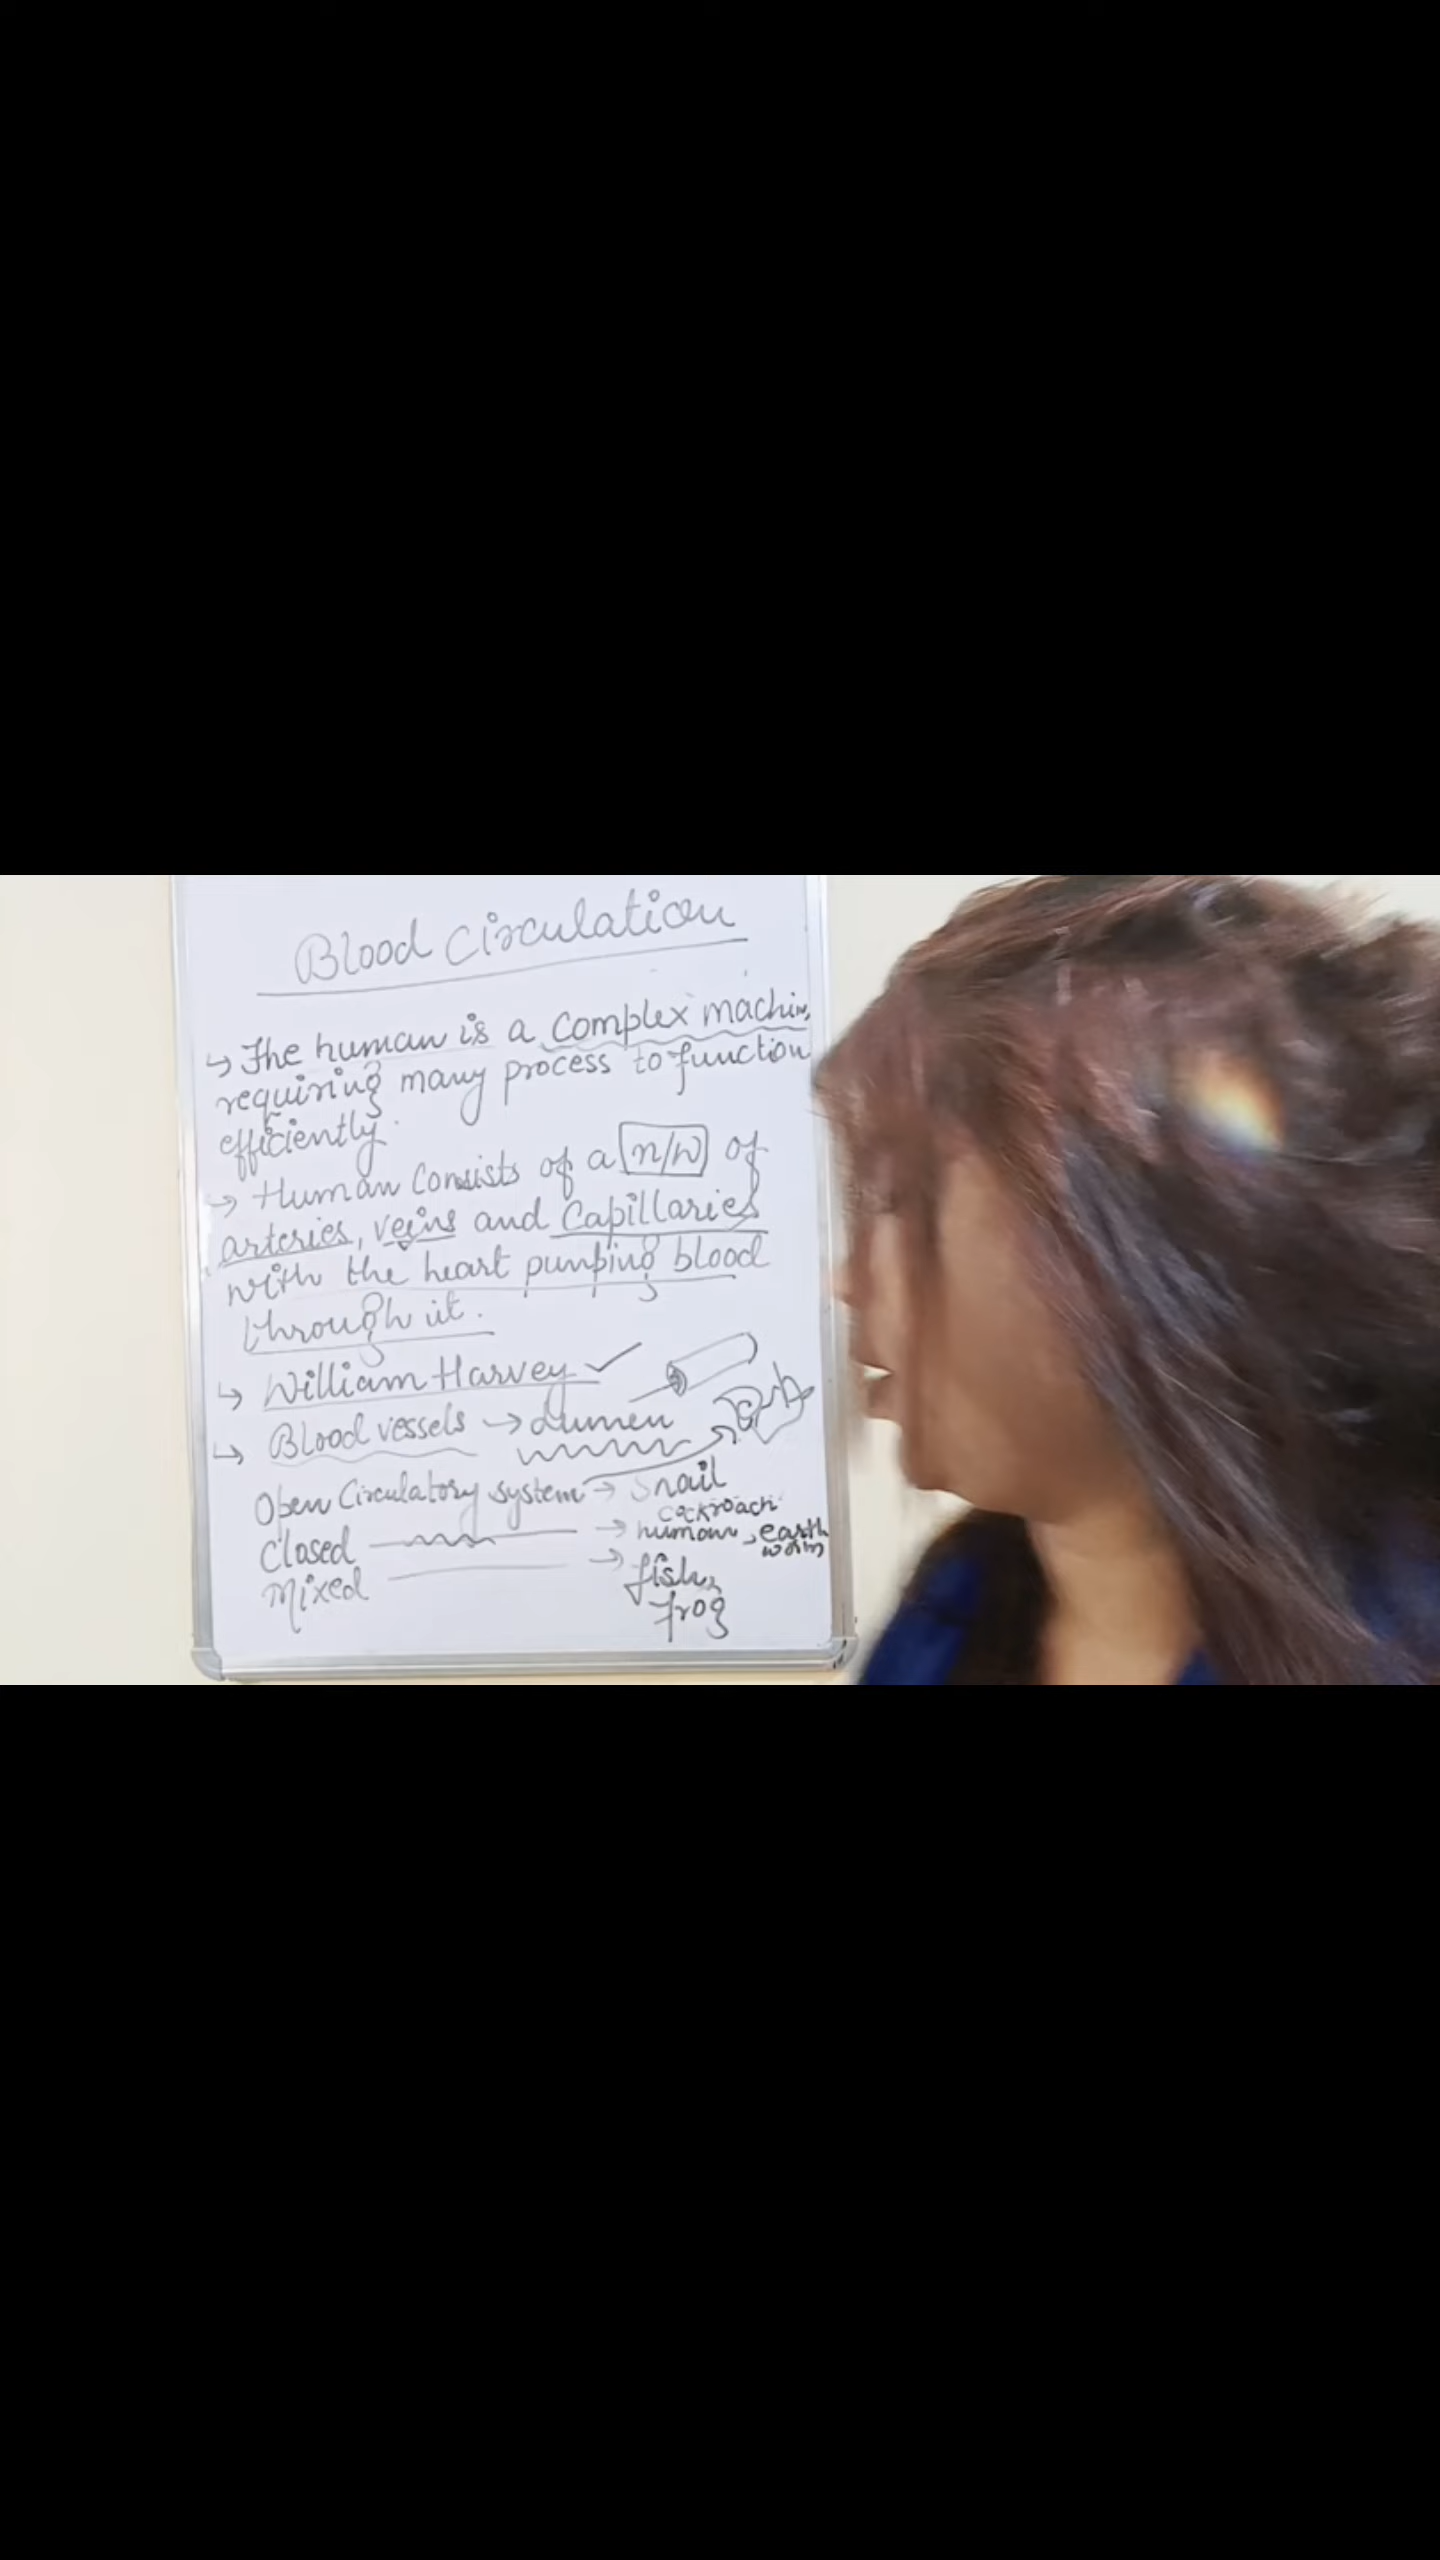 Blood Circulation
↳ The human is a complex machine,
requiring many process to function
efficiently.
→ Human Consists of a n/w of
arteries, veins and Capillaries
with the heart pumping blood
through it.
↳ William Harvey ✓
↳ Blood vessels → Lumen
Open Circulatory system → Snail
cockroach
Closed → human, earth
worm
Mixed → fish,
frog